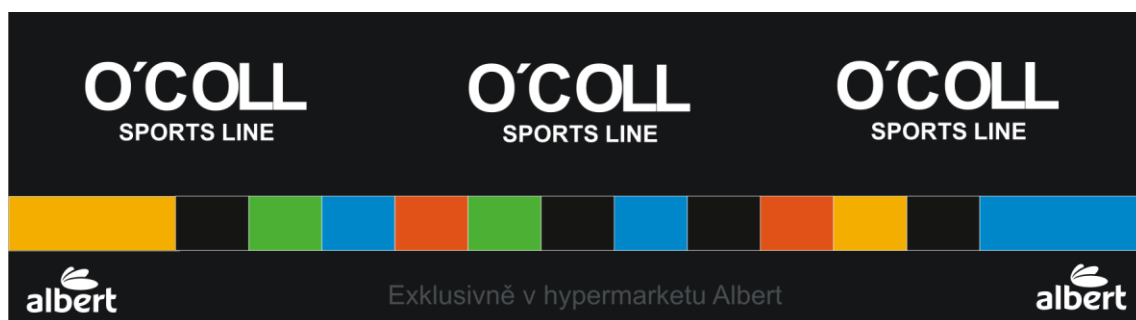 O´COLL
SPORTS LINE
O´COLL
SPORTS LINE
O´COLL
SPORTS LINE
albert
Exklusivně v hypermarketu Albert
albert